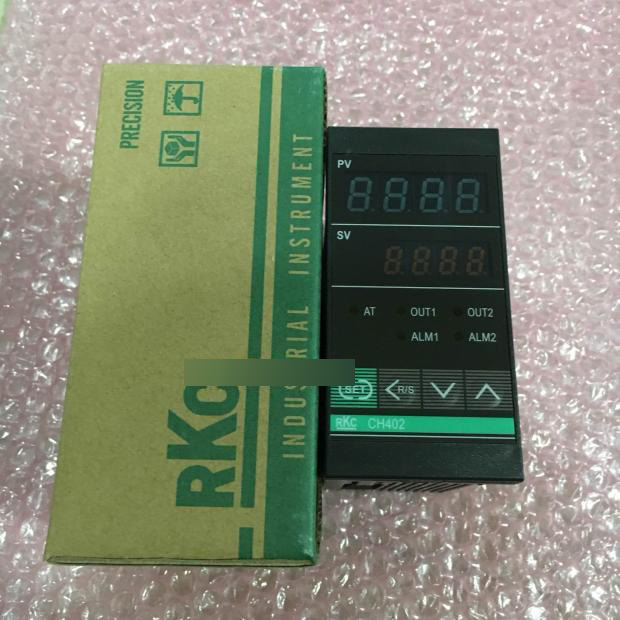 PRECISION
INDUSTRIAL INSTRUMENT
RKC
PV
8.8.8.8.
SV
8.8.8.8.
AT OUT1 OUT2
ALM1 ALM2
SET <R/S
RKC CH402